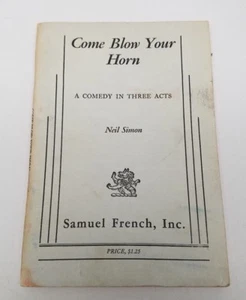 Come Blow Your
Horn
A COMEDY IN THREE ACTS
Neil Simon
Samuel French, Inc.
PRICE, $1.25